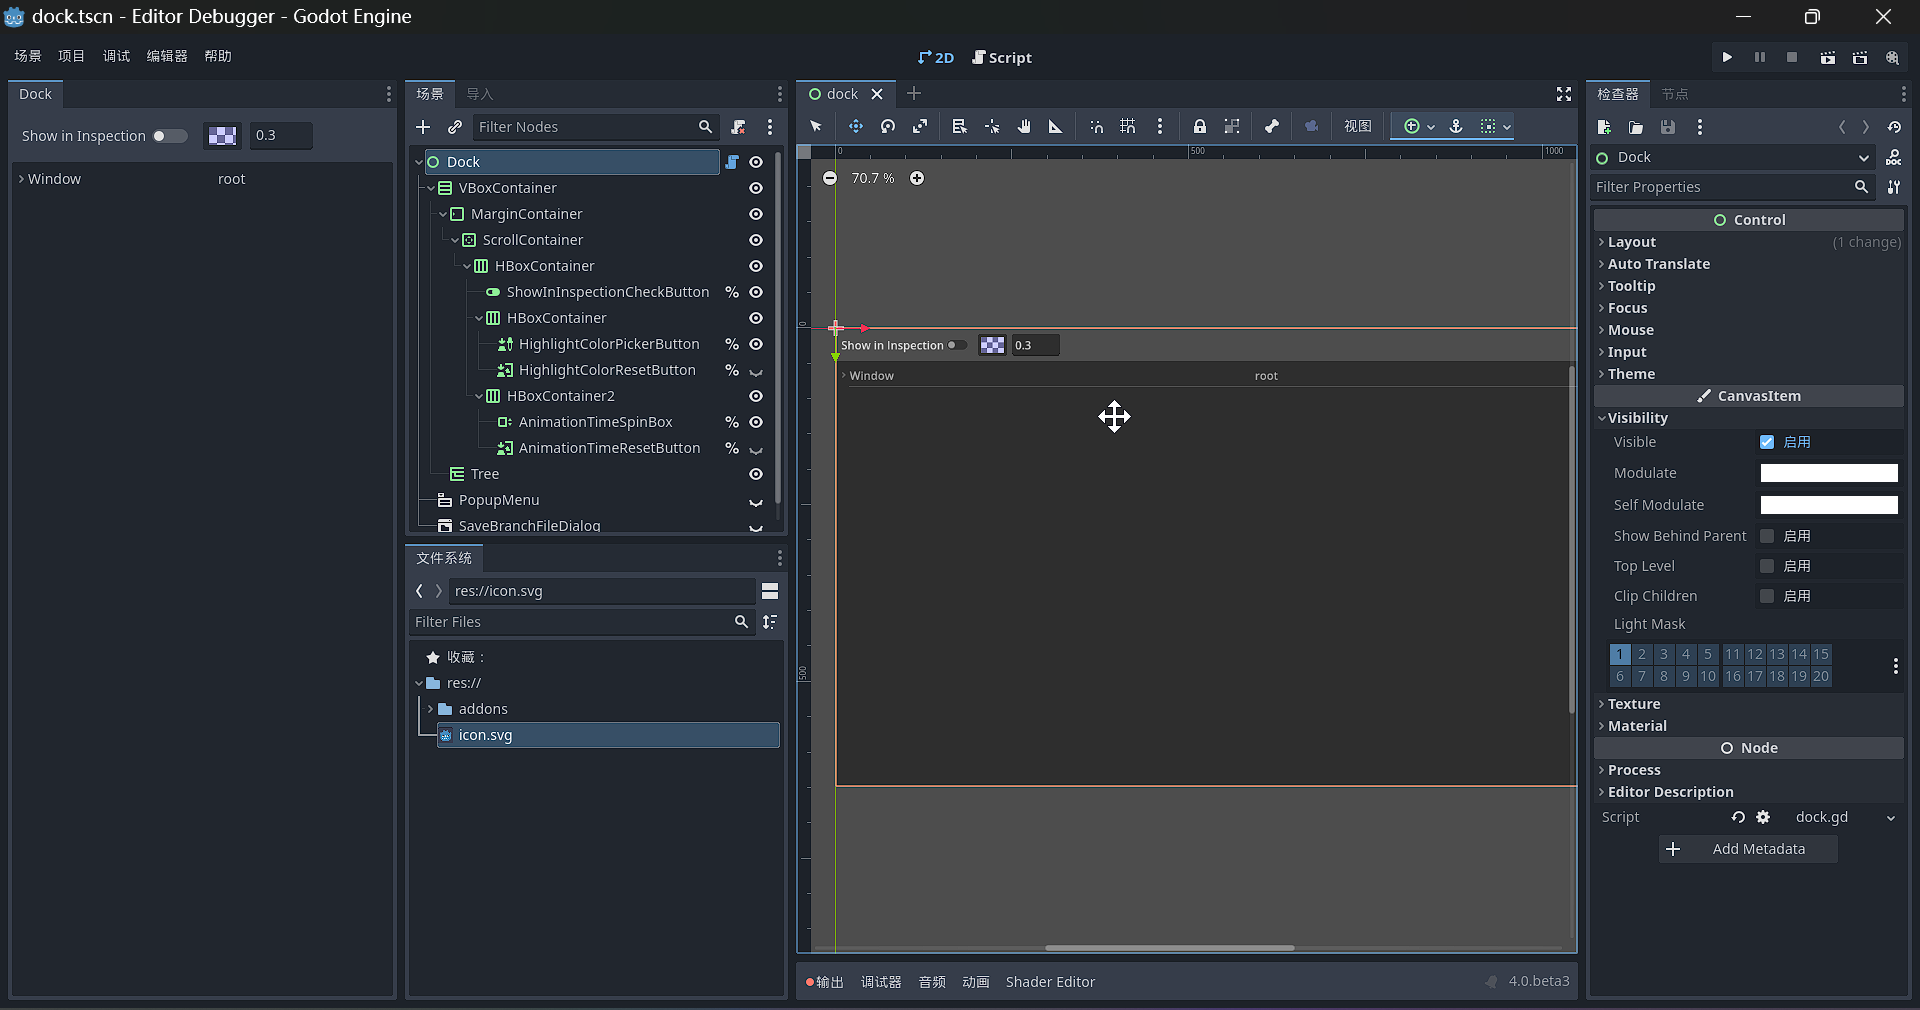 dock.tscn - Editor Debugger - Godot Engine
场景 项目 调试 编辑器 帮助
2D Script
Dock
Show in Inspection 0.3
Window root
场景 导入
Filter Nodes
Dock
VBoxContainer
MarginContainer
ScrollContainer
HBoxContainer
ShowInInspectionCheckButton %
HBoxContainer
HighlightColorPickerButton %
HighlightColorResetButton %
HBoxContainer2
AnimationTimeSpinBox %
AnimationTimeResetButton %
Tree
PopupMenu
SaveBranchFileDialog
文件系统
res://icon.svg
Filter Files
收藏：
res://
addons
icon.svg
dock
视图
0 500 1000
70.7 %
0
500
Show in Inspection 0.3
Window root
输出 调试器 音频 动画 Shader Editor 4.0.beta3
检查器 节点
Dock
DOC
Filter Properties
Control
Layout (1 change)
Auto Translate
Tooltip
Focus
Mouse
Input
Theme
CanvasItem
Visibility
Visible 启用
Modulate
Self Modulate
Show Behind Parent 启用
Top Level 启用
Clip Children 启用
Light Mask
1 2 3 4 5 11 12 13 14 15
6 7 8 9 10 16 17 18 19 20
Texture
Material
Node
Process
Editor Description
Script dock.gd
Add Metadata